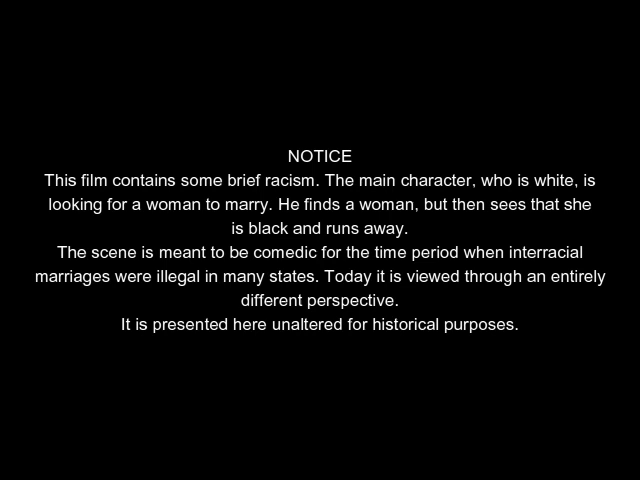 NOTICE
This film contains some brief racism. The main character, who is white, is
looking for a woman to marry. He finds a woman, but then sees that she
is black and runs away.
The scene is meant to be comedic for the time period when interracial
marriages were illegal in many states. Today it is viewed through an entirely
different perspective.
It is presented here unaltered for historical purposes.